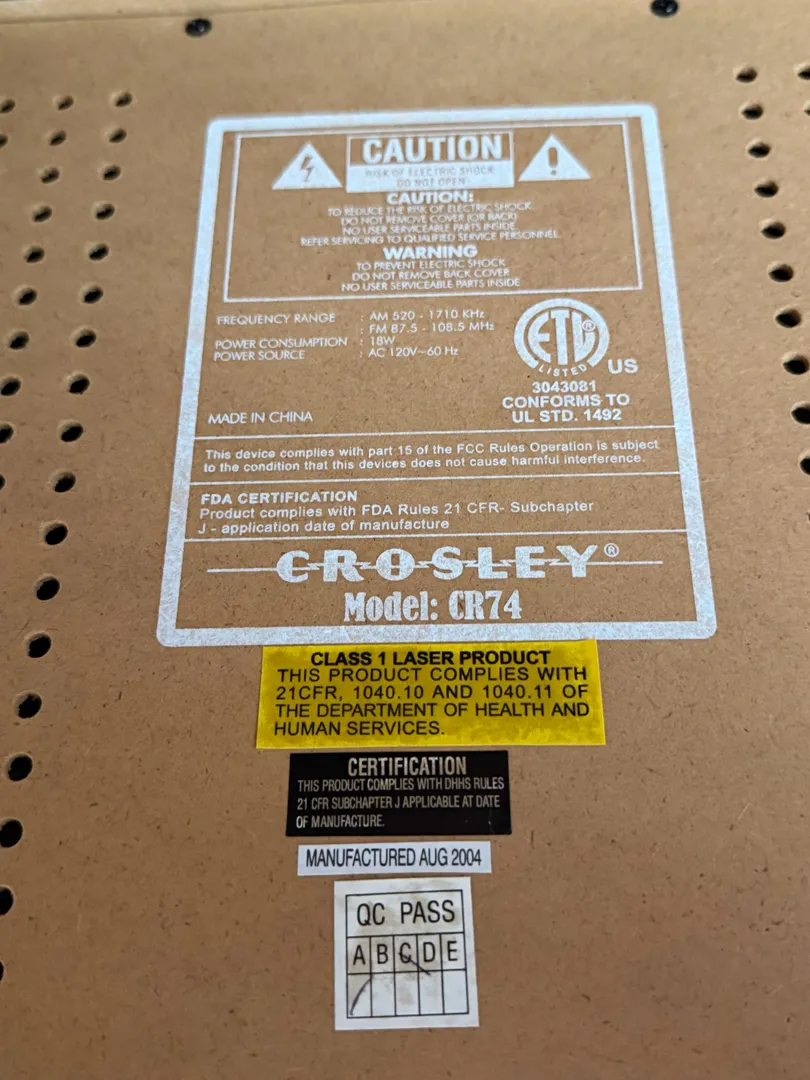 CAUTION
RISK OF ELECTRIC SHOCK
DO NOT OPEN
CAUTION:
TO REDUCE THE RISK OF ELECTRIC SHOCK
DO NOT REMOVE COVER (OR BACK)
NO USER SERVICEABLE PARTS INSIDE
REFER SERVICING TO QUALIFIED SERVICE PERSONNEL
WARNING
TO PREVENT ELECTRIC SHOCK
DO NOT REMOVE BACK COVER
NO USER SERVICEABLE PARTS INSIDE
FREQUENCY RANGE : AM 520 - 1710 KHz
: FM 87.5 - 108.5 MHz
POWER CONSUMPTION : 18W
POWER SOURCE : AC 120V~60 Hz
ETL ®
LISTED
US
3043081
CONFORMS TO
UL STD. 1492
MADE IN CHINA
This device complies with part 15 of the FCC Rules Operation is subject
to the condition that this devices does not cause harmful interference.
FDA CERTIFICATION
Product complies with FDA Rules 21 CFR- Subchapter
J - application date of manufacture
CROSLEY®
Model: CR74
CLASS 1 LASER PRODUCT
THIS PRODUCT COMPLIES WITH
21CFR, 1040.10 AND 1040.11 OF
THE DEPARTMENT OF HEALTH AND
HUMAN SERVICES.
CERTIFICATION
THIS PRODUCT COMPLIES WITH DHHS RULES
21 CFR SUBCHAPTER J APPLICABLE AT DATE
OF MANUFACTURE.
MANUFACTURED AUG 2004
QC PASS
A B C D E